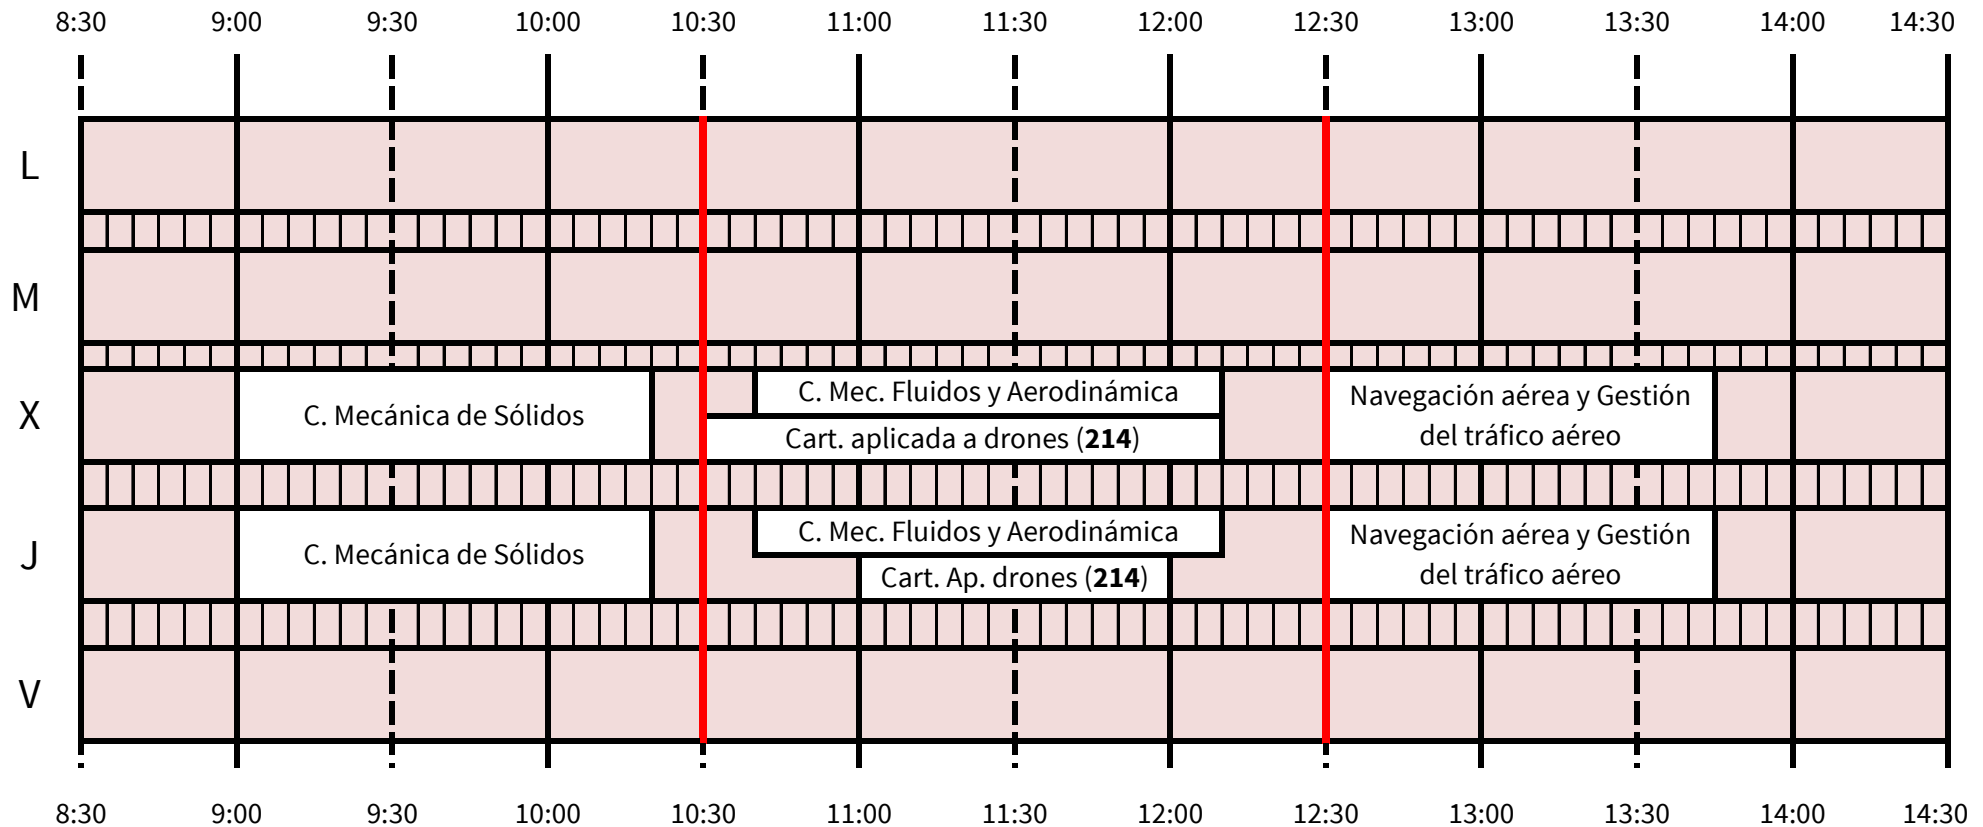 8:30 9:00 9:30 10:00 10:30 11:00 11:30 12:00 12:30 13:00 13:30 14:00 14:30
L
M
X
C. Mecánica de Sólidos
C. Mec. Fluidos y Aerodinámica
Cart. aplicada a drones (214)
Navegación aérea y Gestión
del tráfico aéreo
J
C. Mecánica de Sólidos
C. Mec. Fluidos y Aerodinámica
Cart. Ap. drones (214)
Navegación aérea y Gestión
del tráfico aéreo
V
8:30 9:00 9:30 10:00 10:30 11:00 11:30 12:00 12:30 13:00 13:30 14:00 14:30